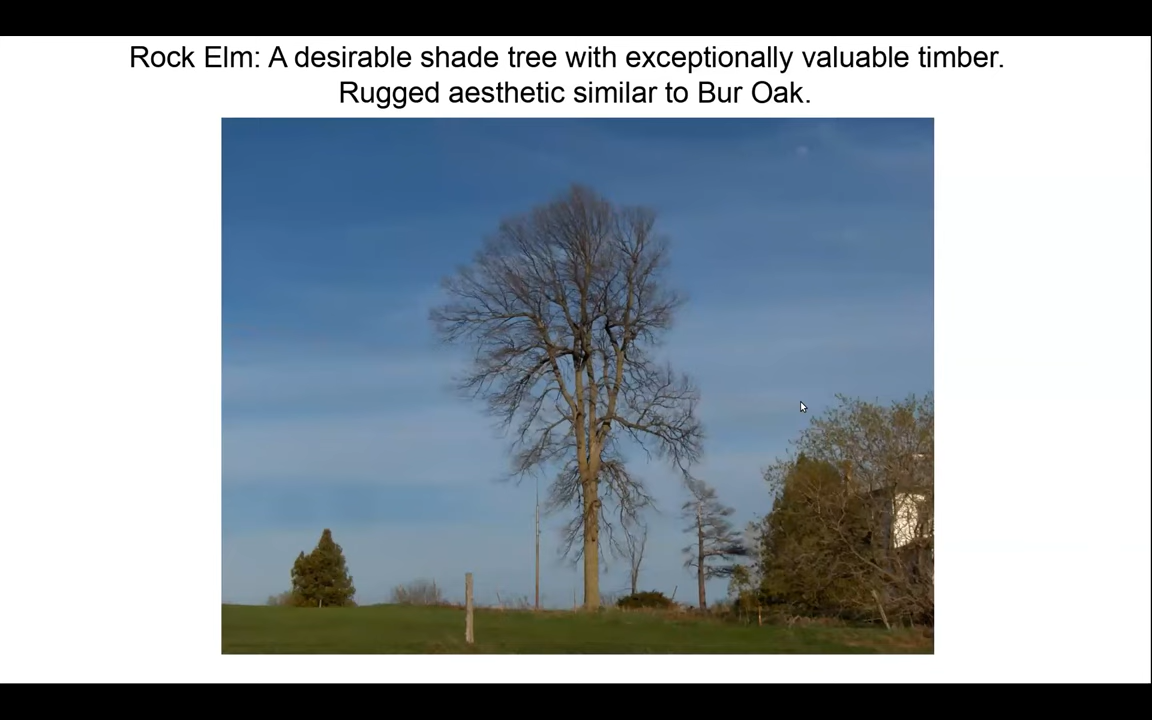 Rock Elm: A desirable shade tree with exceptionally valuable timber.
Rugged aesthetic similar to Bur Oak.